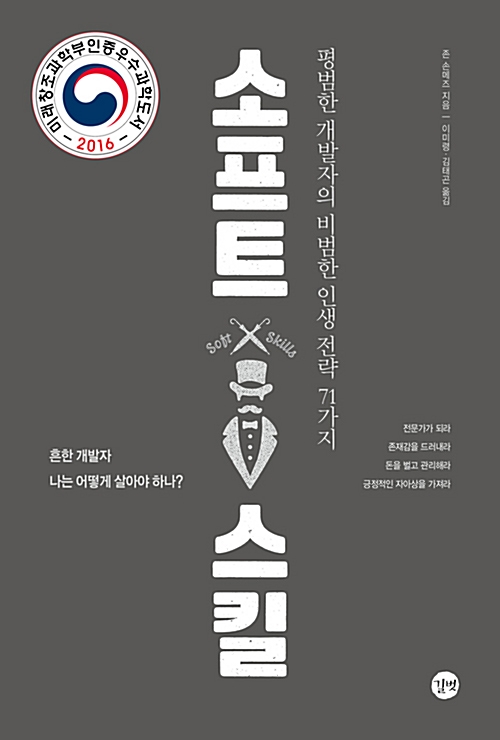 미래창조과학부인증우수과학도서
- 2016 -
소프트
Soft Skills
스킬
평범한 개발자의 비범한 인생 전략 71가지
존 손메즈 지음 ー 이미령 · 김태곤 옮김
흔한 개발자
나는 어떻게 살아야 하나?
전문가가 되라
존재감을 드러내라
돈을 벌고 관리해라
긍정적인 자아상을 가져라
길벗